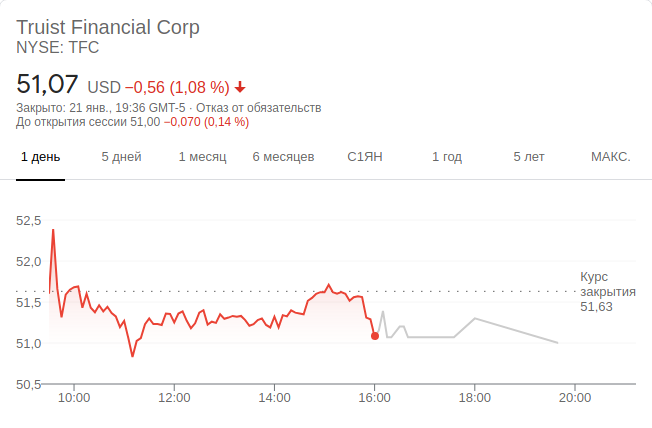 Truist Financial Corp
NYSE: TFC
51,07 USD −0,56 (1,08 %)
Закрыто: 21 янв., 19:36 GMT-5 · Отказ от обязательств
До открытия сессии 51,00 −0,070 (0,14 %)
1 день 5 дней 1 месяц 6 месяцев С1ЯН 1 год 5 лет МАКС.
52,5
52,0
51,5
51,0
50,5
Курс
закрытия
51,63
10:00 12:00 14:00 16:00 18:00 20:00